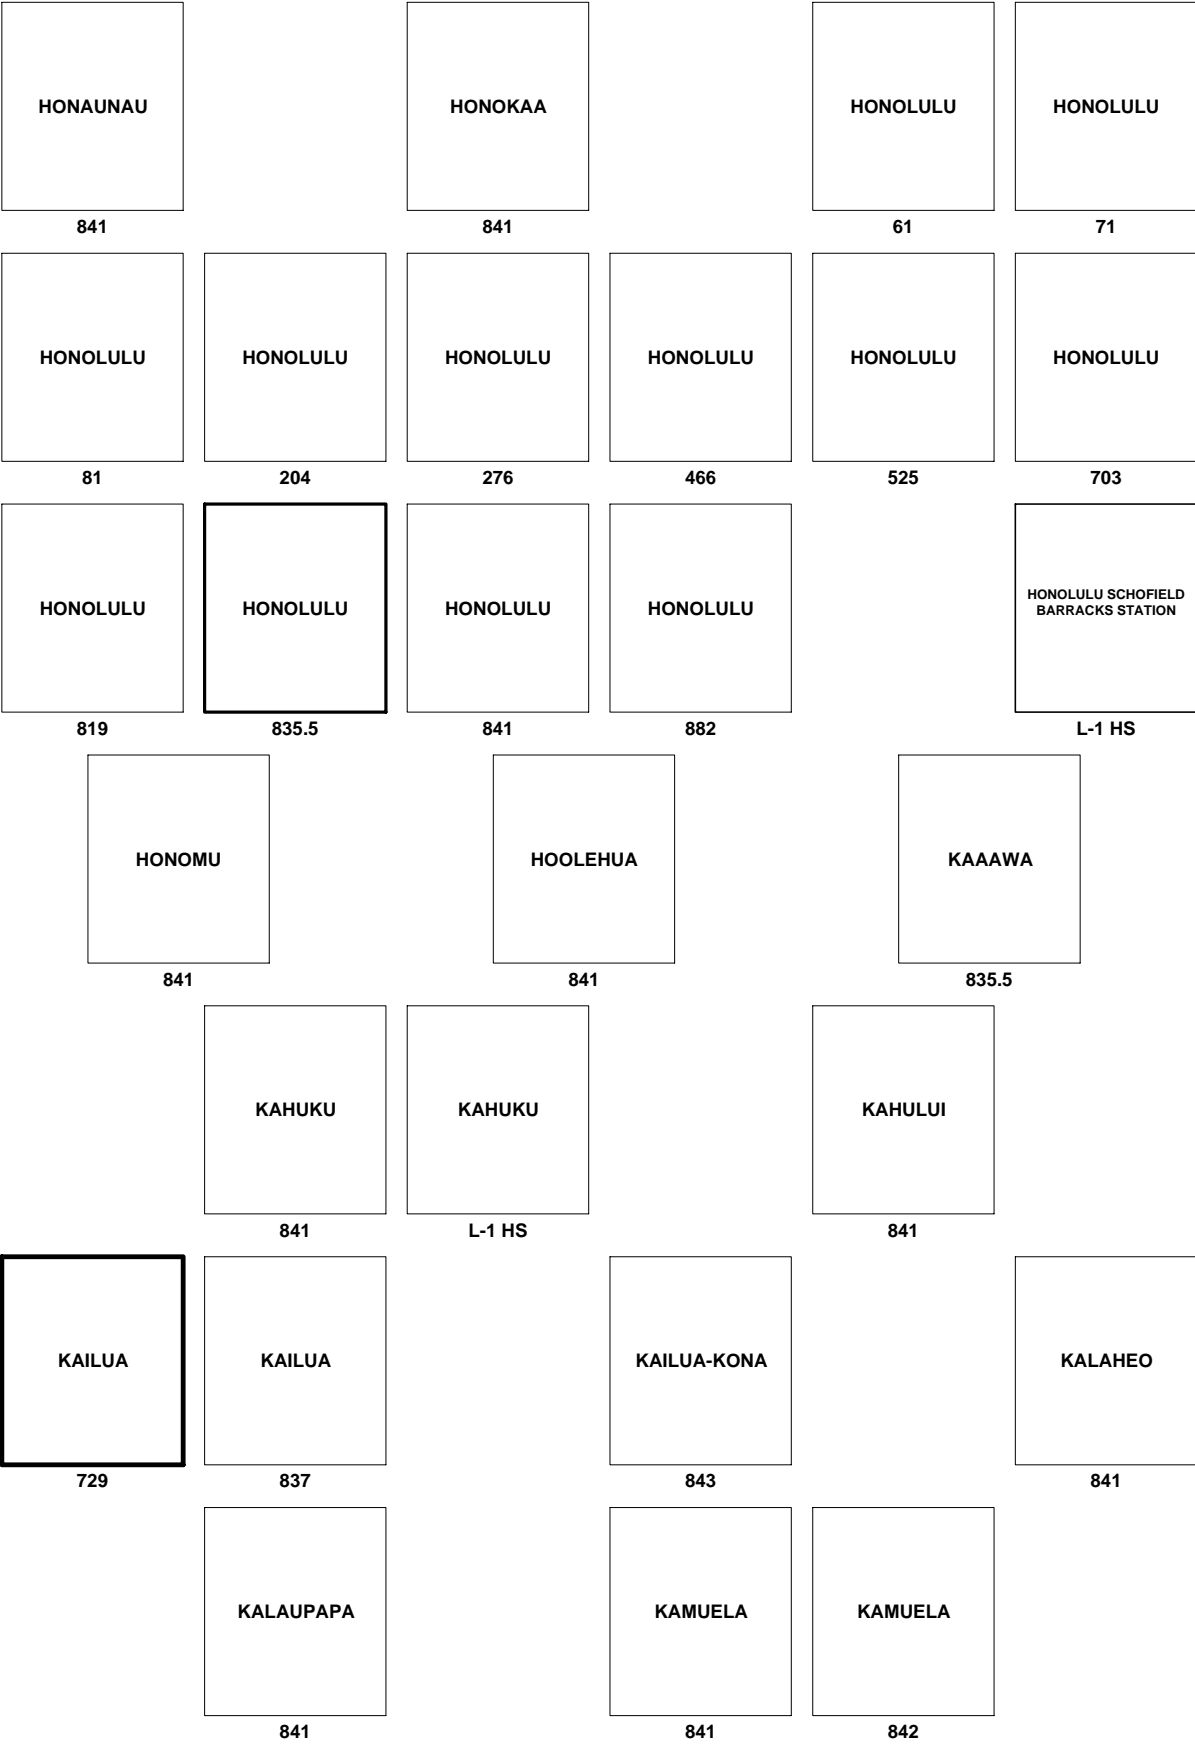 HONAUNAU
HONOKAA
HONOLULU
HONOLULU
841
841
61
71
HONOLULU
HONOLULU
HONOLULU
HONOLULU
HONOLULU
HONOLULU
81
204
276
466
525
703
HONOLULU
HONOLULU
HONOLULU
HONOLULU
HONOLULU SCHOFIELD
BARRACKS STATION
819
835.5
841
882
L-1 HS
HONOMU
HOOLEHUA
KAAAWA
841
841
835.5
KAHUKU
KAHUKU
KAHULUI
841
L-1 HS
841
KAILUA
KAILUA
KAILUA-KONA
KALAHEO
729
837
843
841
KALAUPAPA
KAMUELA
KAMUELA
841
841
842